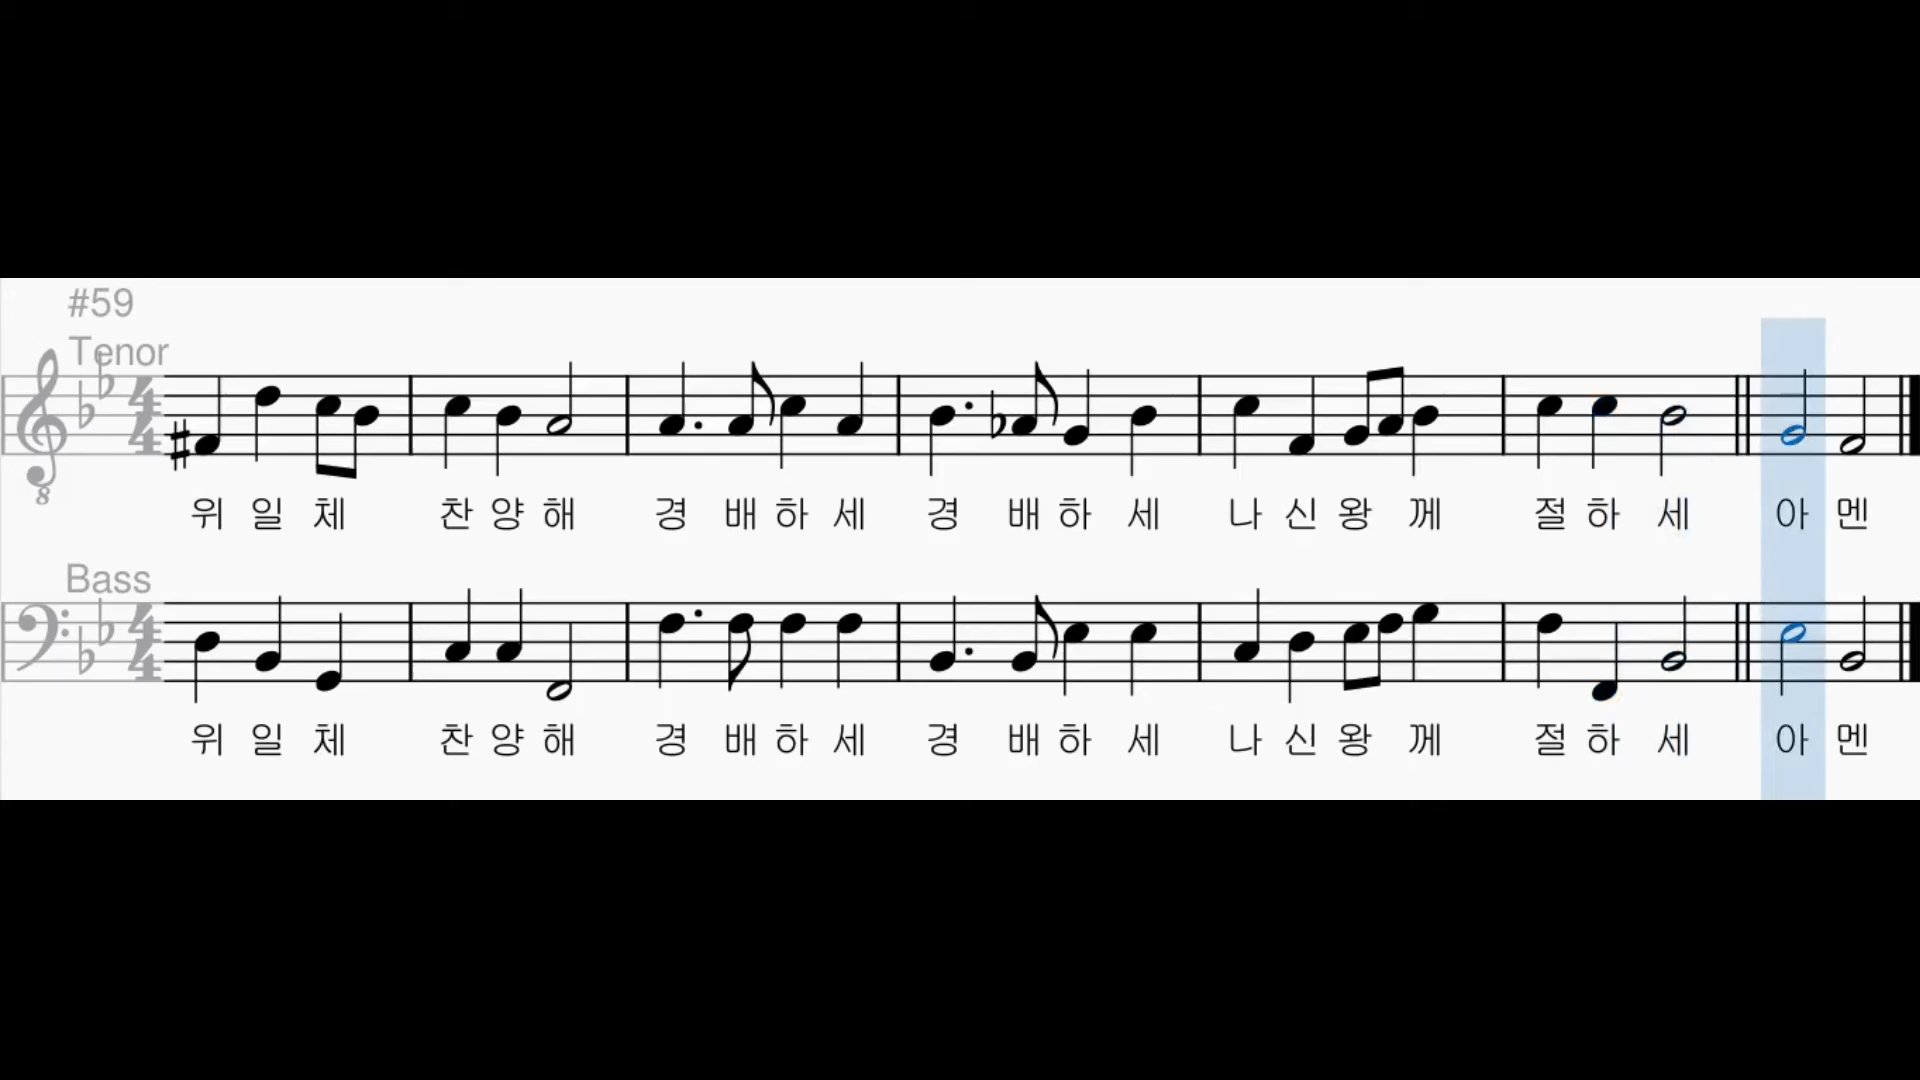 #59
Tenor
위 일 체 찬 양 해 경 배 하 세 경 배 하 세 나 신 왕 께 절 하 세 아 멘
Bass
위 일 체 찬 양 해 경 배 하 세 경 배 하 세 나 신 왕 께 절 하 세 아 멘